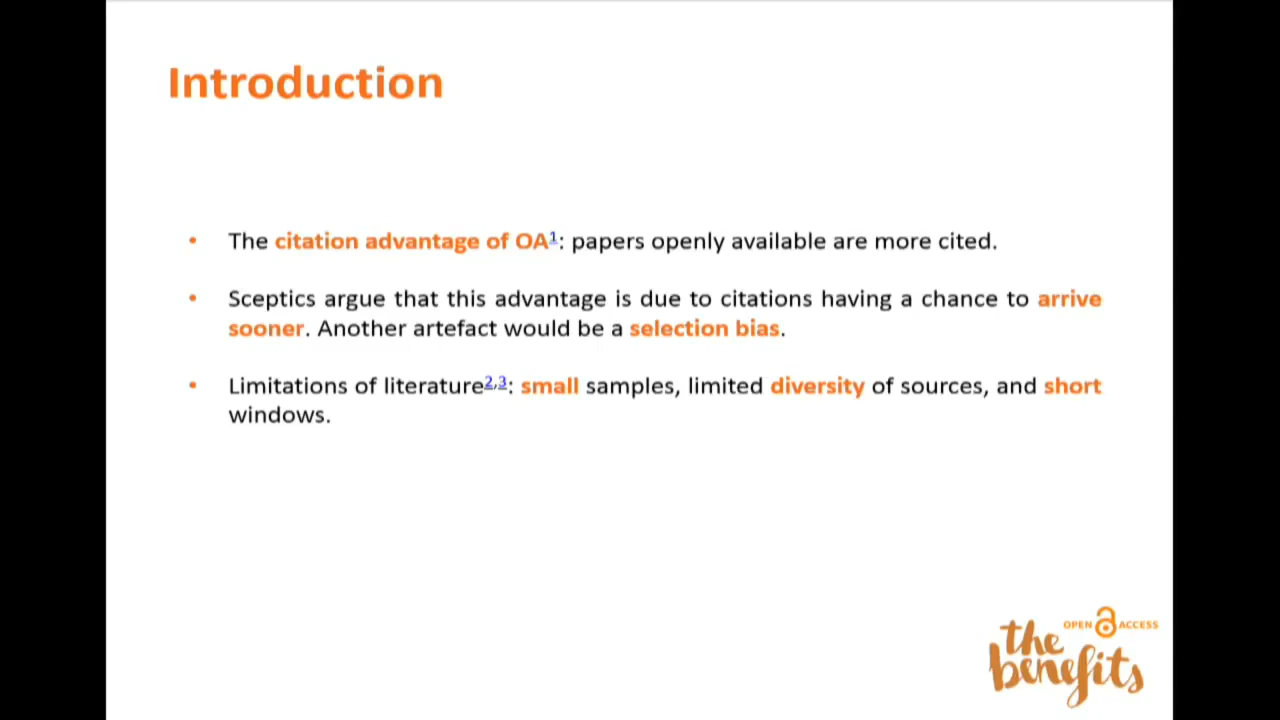 Introduction
• The citation advantage of OA1: papers openly available are more cited.
• Sceptics argue that this advantage is due to citations having a chance to arrive
sooner. Another artefact would be a selection bias.
• Limitations of literature2,3: small samples, limited diversity of sources, and short
windows.
OPEN ACCESS
the
benefits